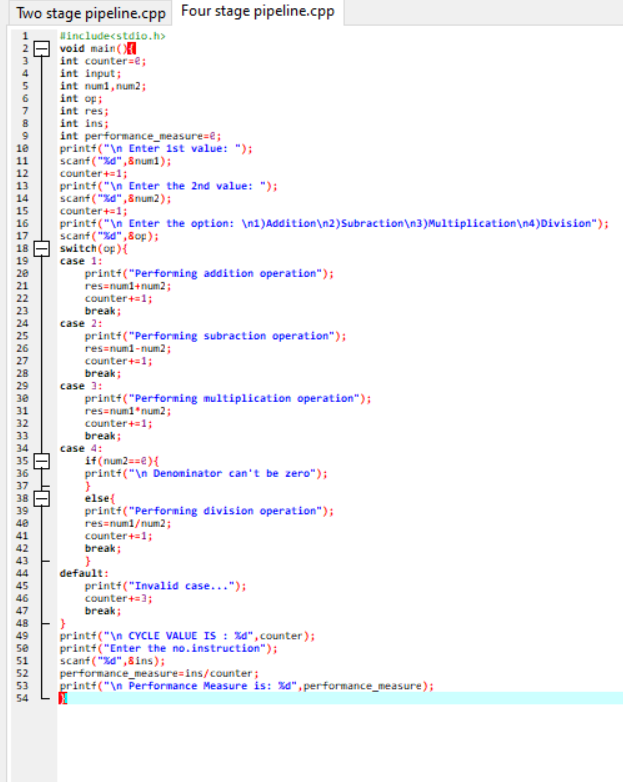 Two stage pipeline.cpp Four stage pipeline.cpp
1 #include<stdio.h>
2 void main(){
3 int counter=0;
4 int input;
5 int num1,num2;
6 int op;
7 int res;
8 int ins;
9 int performance_measure=0;
10 printf("\n Enter 1st value: ");
11 scanf("%d",&num1);
12 counter+=1;
13 printf("\n Enter the 2nd value: ");
14 scanf("%d",&num2);
15 counter+=1;
16 printf("\n Enter the option: \n1)Addition\n2)Subraction\n3)Multiplication\n4)Division");
17 scanf("%d",&op);
18 switch(op){
19 case 1:
20 printf("Performing addition operation");
21 res=num1+num2;
22 counter+=1;
23 break;
24 case 2:
25 printf("Performing subraction operation");
26 res=num1-num2;
27 counter+=1;
28 break;
29 case 3:
30 printf("Performing multiplication operation");
31 res=num1*num2;
32 counter+=1;
33 break;
34 case 4:
35 if(num2==0){
36 printf("\n Denominator can't be zero");
37 }
38 else{
39 printf("Performing division operation");
40 res=num1/num2;
41 counter+=1;
42 break;
43 }
44 default:
45 printf("Invalid case...");
46 counter+=3;
47 break;
48 }
49 printf("\n CYCLE VALUE IS : %d",counter);
50 printf("Enter the no.instruction");
51 scanf("%d",&ins);
52 performance_measure=ins/counter;
53 printf("\n Performance Measure is: %d",performance_measure);
54 }